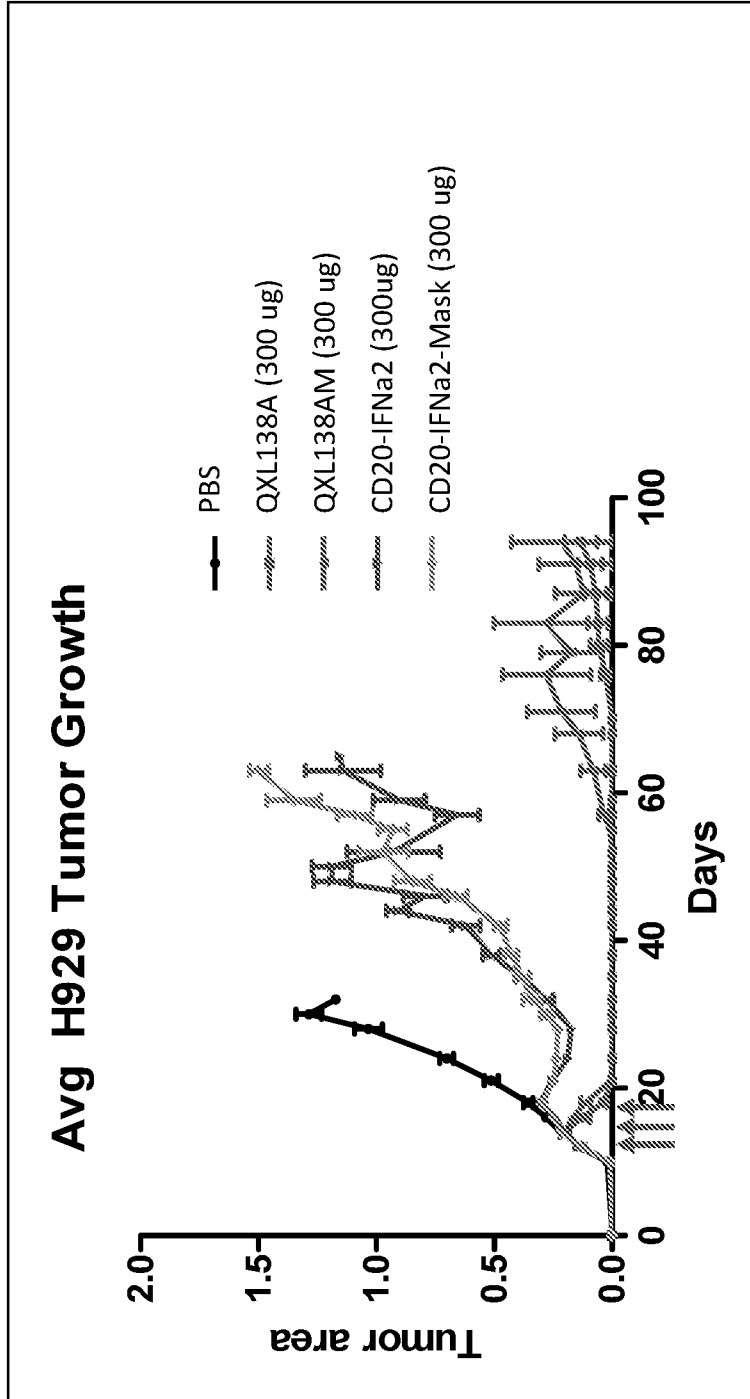 Avg H929 Tumor Growth
PBS
QXL138A (300 ug)
QXL138AM (300 ug)
CD20-IFNa2 (300ug)
CD20-IFNa2-Mask (300 ug)
Tumor area
2.0
1.5
1.0
0.5
0.0
0
20
40
60
80
100
Days